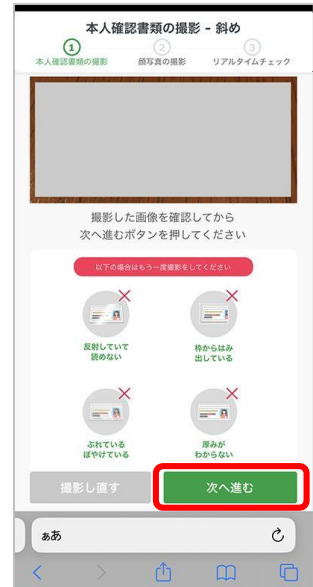 本人確認書類の撮影 - 斜め
1 2 3
本人確認書類の撮影 顔写真の撮影 リアルタイムチェック
撮影した画像を確認してから
次へ進むボタンを押してください
以下の場合はもう一度撮影をしてください
反射していて
読めない
枠からはみ
出している
ぶれている
ぼやけている
厚みが
わからない
撮影し直す 次へ進む
ああ